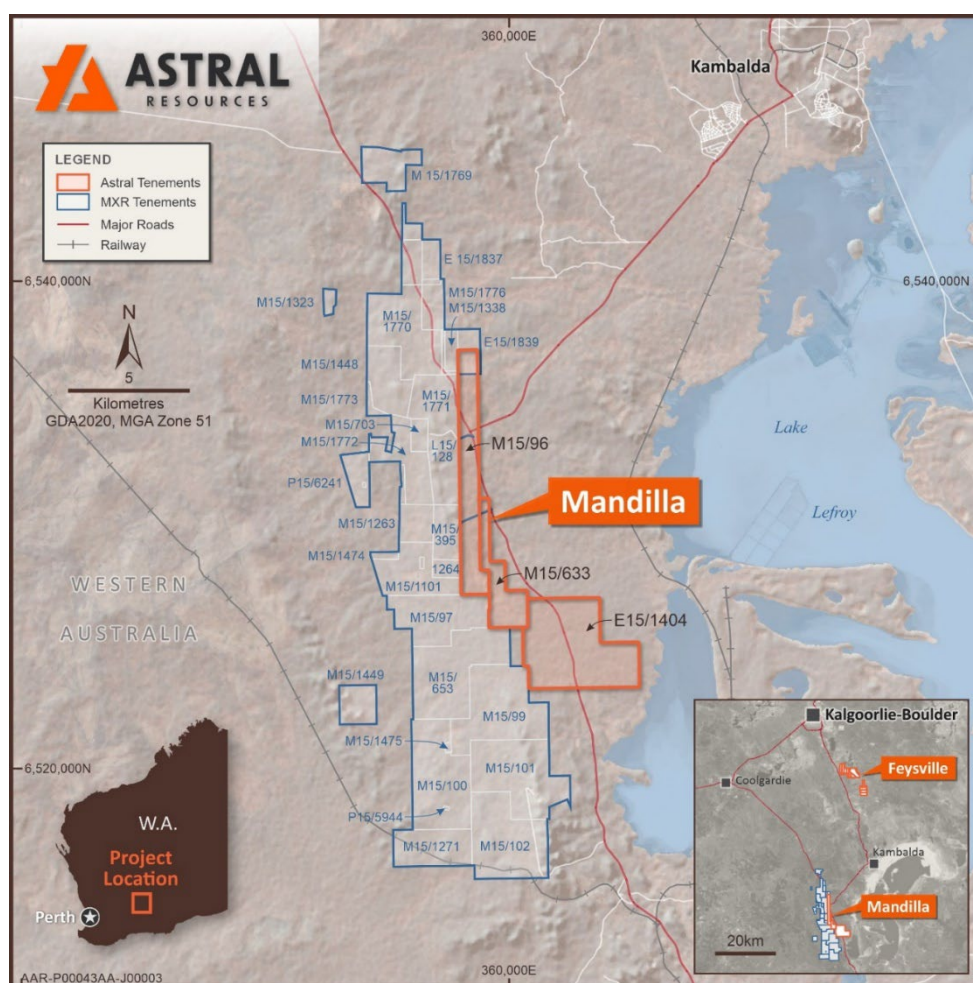 ASTRAL
RESOURCES
360,000E
Kambalda
LEGEND
Astral Tenements
MXR Tenements
Major Roads
Railway
M 15/1769
E 15/1837
6,540,000N
6,540,000N
M15/1323
M15/1776
M15/1338
M15/
1770
E15/1839
N
5
Kilometres
GDA2020, MGA Zone 51
M15/1448
M15/1773
M15/
1771
M15/703
M15/1772
L15/
128
M15/96
Lake
P15/6241
Mandilla
Lefroy
M15/1263
M15/
395
M15/1474
1264
M15/633
WESTERN
AUSTRALIA
M15/1101
M15/97
E15/1404
M15/1449
M15/
653
M15/99
M15/1475
M15/100
M15/101
6,520,000N
P15/5944
M15/1271
M15/102
W.A.
Project
Location
Perth
Kalgoorlie-Boulder
Feysville
Coolgardie
Kambalda
Mandilla
20km
360,000E
AAR-P00043AA-J00003